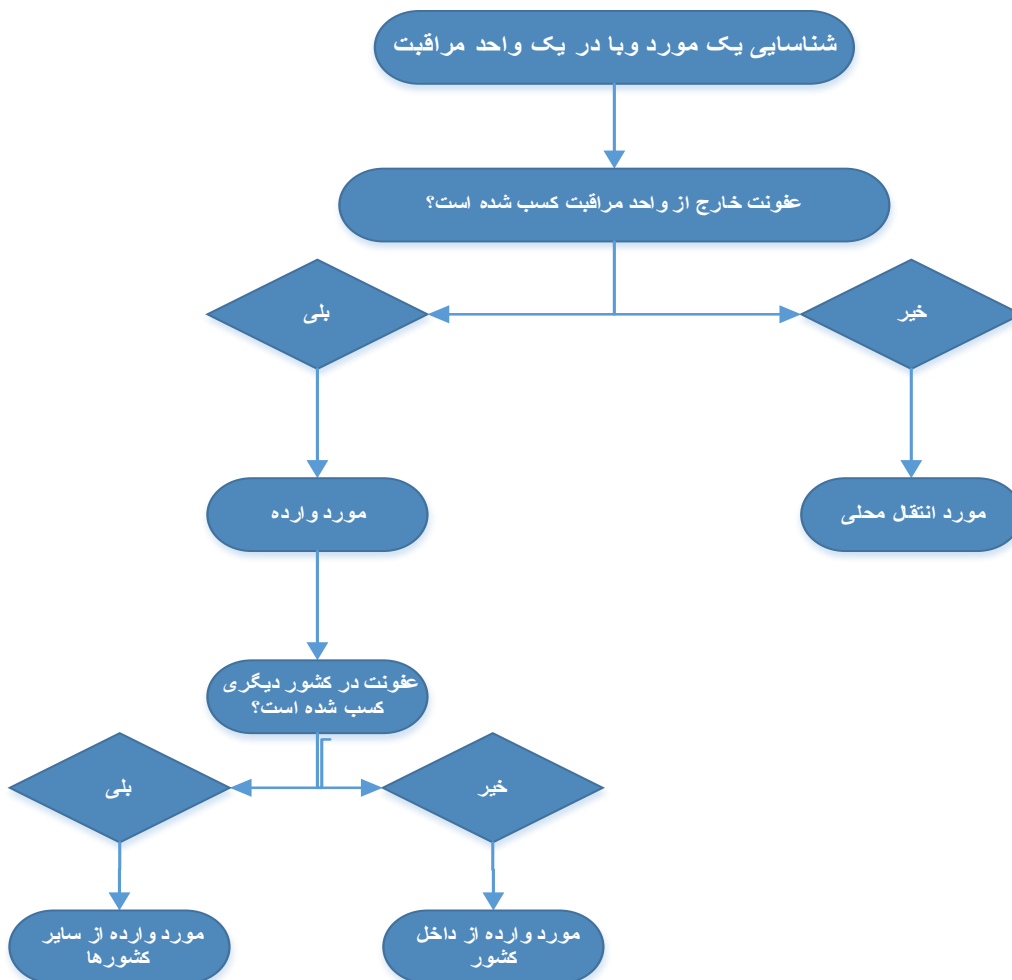 شناسایی یک مورد وبا در یک واحد مراقبت
عفونت خارج از واحد مراقبت کسب شده است؟
خیر
بلی
مورد انتقال محلی
مورد وارده
عفونت در کشور دیگری
کسب شده است؟
خیر
بلی
مورد وارده از داخل
کشور
مورد وارده از سایر
کشورها